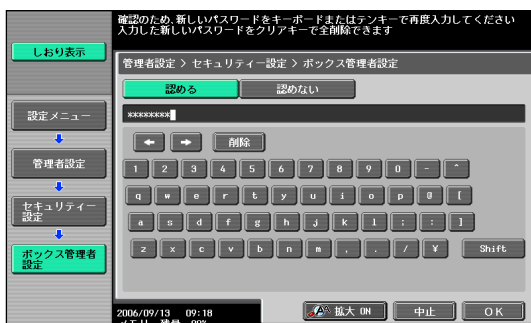 確認のため、新しいパスワードをキーボードまたはテンキーで再度入力してください
入力した新しいパスワードをクリアキーで全削除できます
しおり表示
管理者設定 > セキュリティー設定 > ボックス管理者設定
認める 認めない
設定メニュー
********
← → 削除
管理者設定
1 2 3 4 5 6 7 8 9 0 - ^
q w e r t y u i o p @ [
セキュリティー
設定
a s d f g h j k l ; : ]
ボックス管理者
設定
z x c v b n m , . / ¥ Shift
2006/09/13 09:18
拡大 ON 中止 OK
メモリー残量 99%